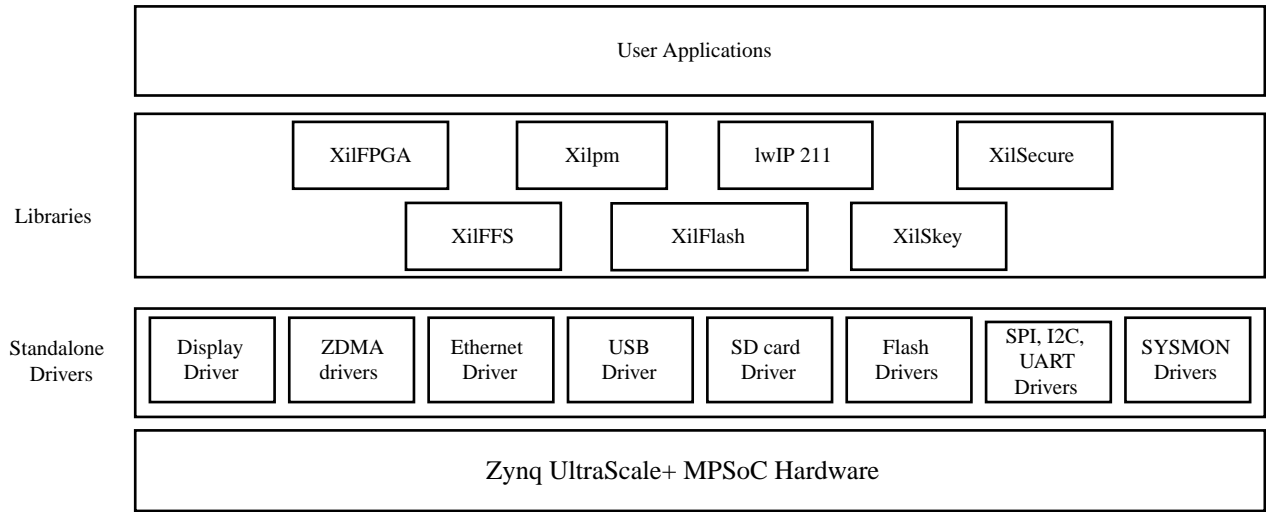 User Applications
XilFPGA
Xilpm
lwIP 211
XilSecure
Libraries
XilFFS
XilFlash
XilSkey
Standalone
Drivers
Display
Driver
ZDMA
drivers
Ethernet
Driver
USB
Driver
SD card
Driver
Flash
Drivers
SPI, I2C,
UART
Drivers
SYSMON
Drivers
Zynq UltraScale+ MPSoC Hardware